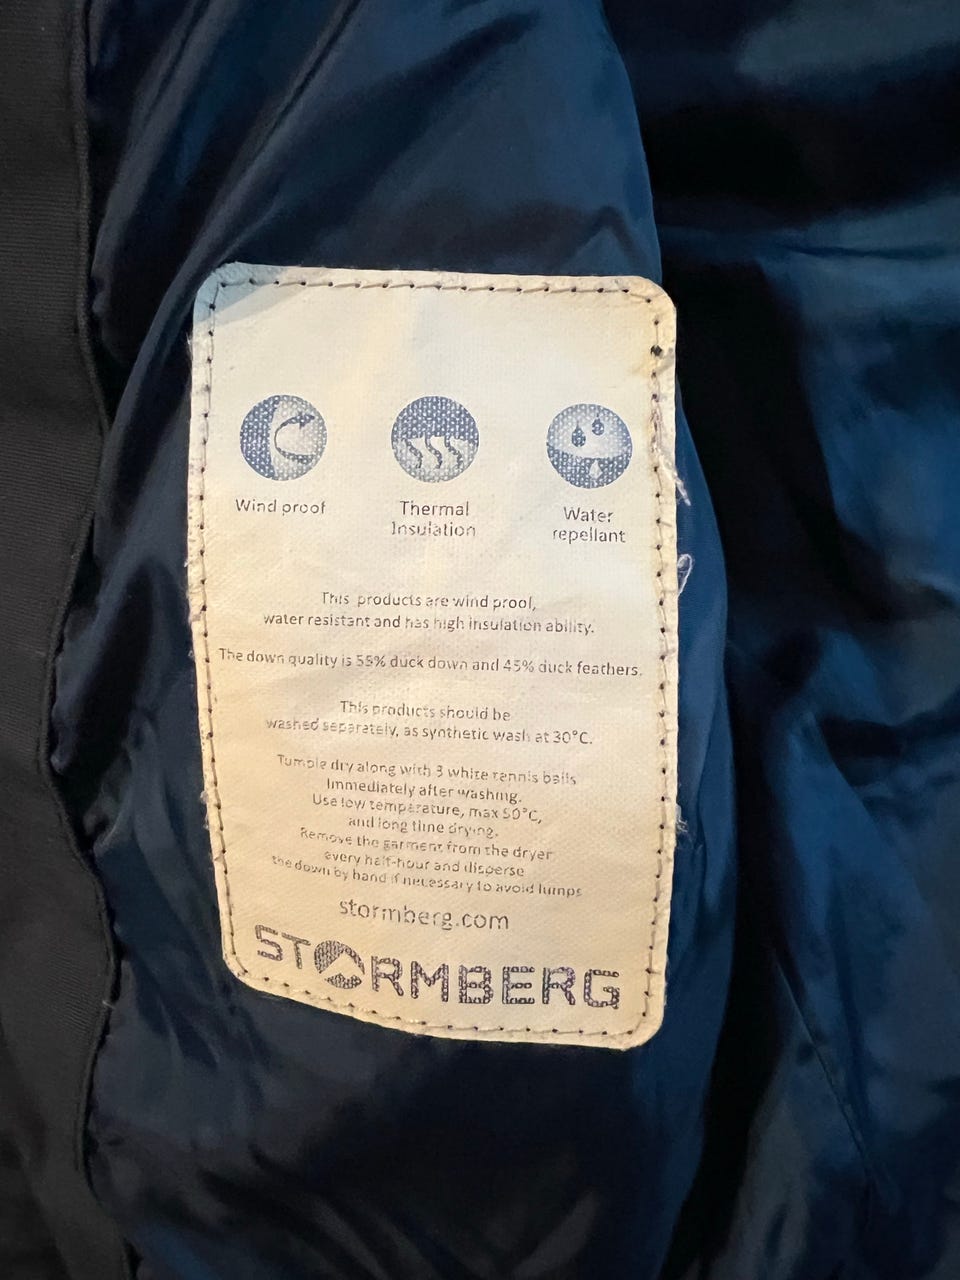 Wind proof
Thermal
Insulation
Water
repellant
This products are wind proof,
water resistant and has high insulation ability.
The down quality is 55% duck down and 45% duck feathers.
This products should be
washed separately, as synthetic wash at 30°C.
Tumble dry along with 3 white tennis balls
immediately after washing.
Use low temperature, max 50°C,
and long time drying.
Remove the garment from the dryer
every half-hour and disperse
the down by hand if necessary to avoid lumps
stormberg.com
STORMBERG